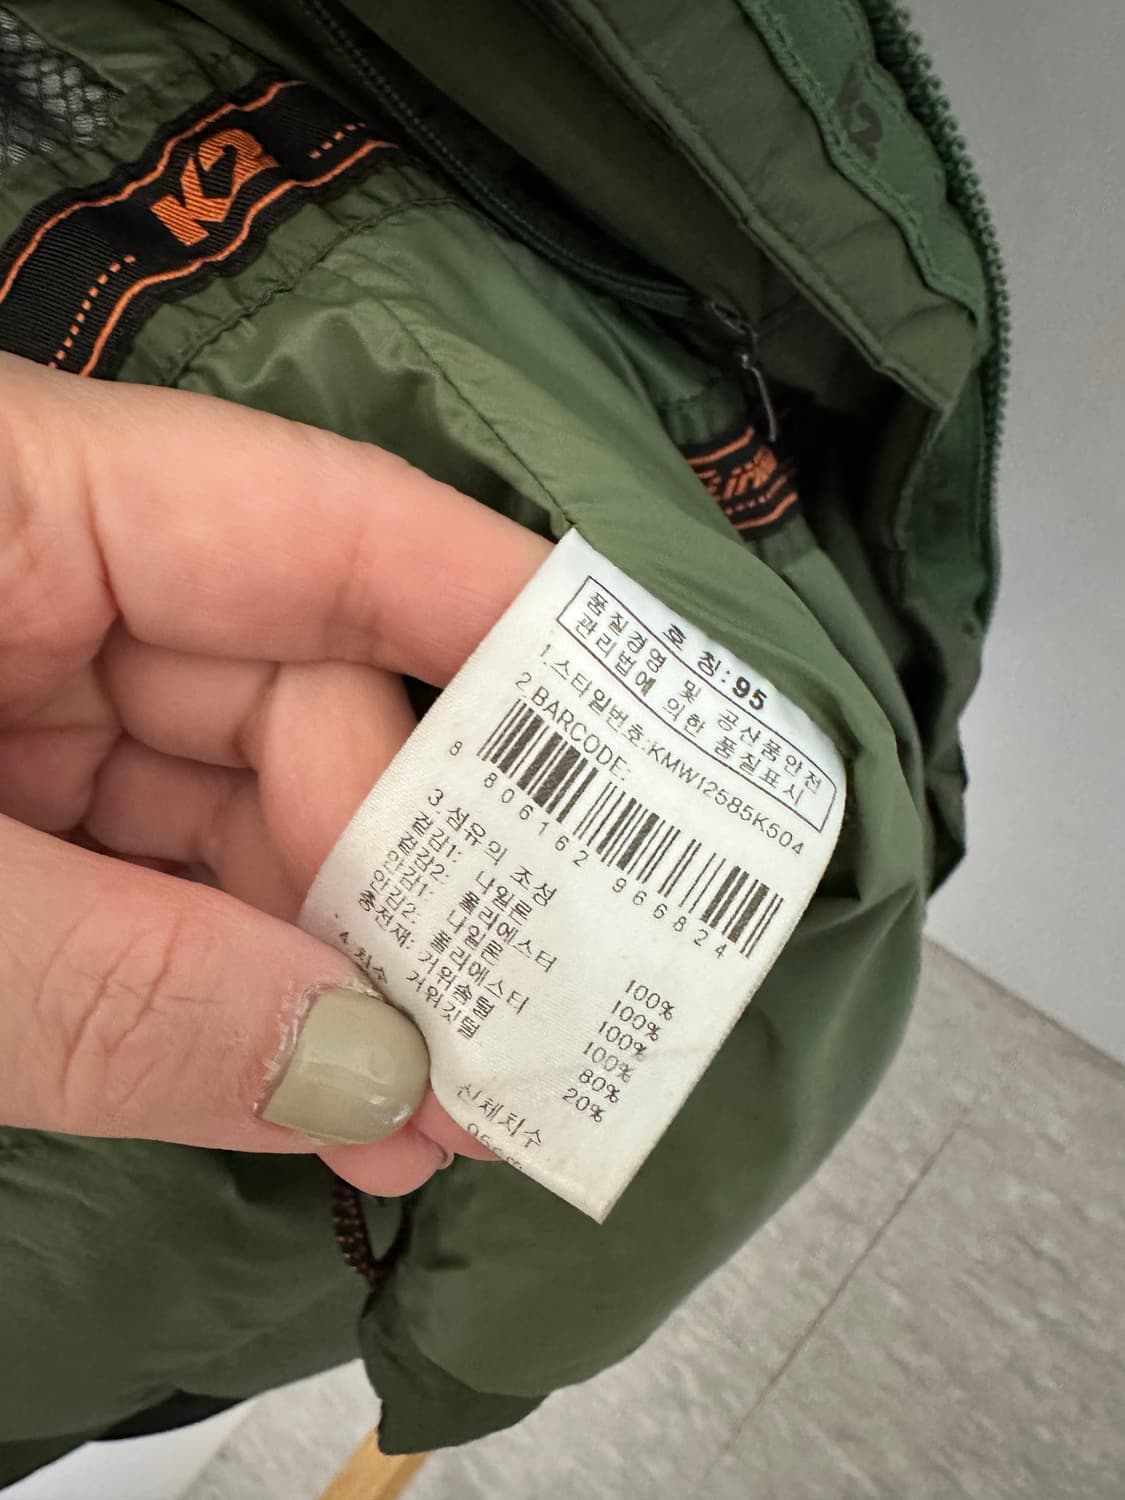 K2
K2
호 칭:95
품질경영 및 공산품안전
관리법에 의한 품질표시
1.스타일번호:KMW12585K504
2.BARCODE:
8 806162 966824
3.섬유의 조성
겉감1: 나일론 100%
겉감2: 폴리에스터 100%
안감1: 나일론 100%
안감2: 폴리에스터 100%
충전재: 거위솜털 80%
거위깃털 20%
4.치수 신체치수